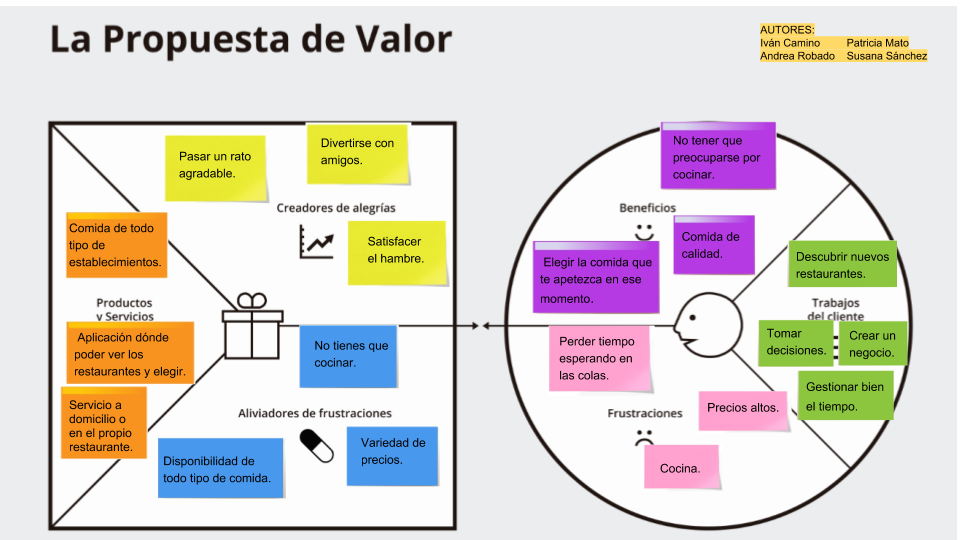 La Propuesta de Valor
AUTORES:
Iván Camino Patricia Mato
Andrea Robado Susana Sánchez
Pasar un rato
agradable.
Divertirse con
amigos.
Creadores de alegrías
Satisfacer
el hambre.
Comida de todo
tipo de
establecimientos.
Productos
y Servicios
Aplicación dónde
poder ver los
restaurantes y elegir.
Servicio a
domicilio o
en el propio
restaurante.
No tienes que
cocinar.
Aliviadores de frustraciones
Disponibilidad de
todo tipo de comida.
Variedad de
precios.
No tener que
preocuparse por
cocinar.
Beneficios
Comida de
calidad.
Elegir la comida que
te apetezca en ese
momento.
Descubrir nuevos
restaurantes.
Trabajos
del cliente
Tomar
decisiones.
Crear un
negocio.
Gestionar bien
el tiempo.
Perder tiempo
esperando en
las colas.
Precios altos.
Frustraciones
Cocina.